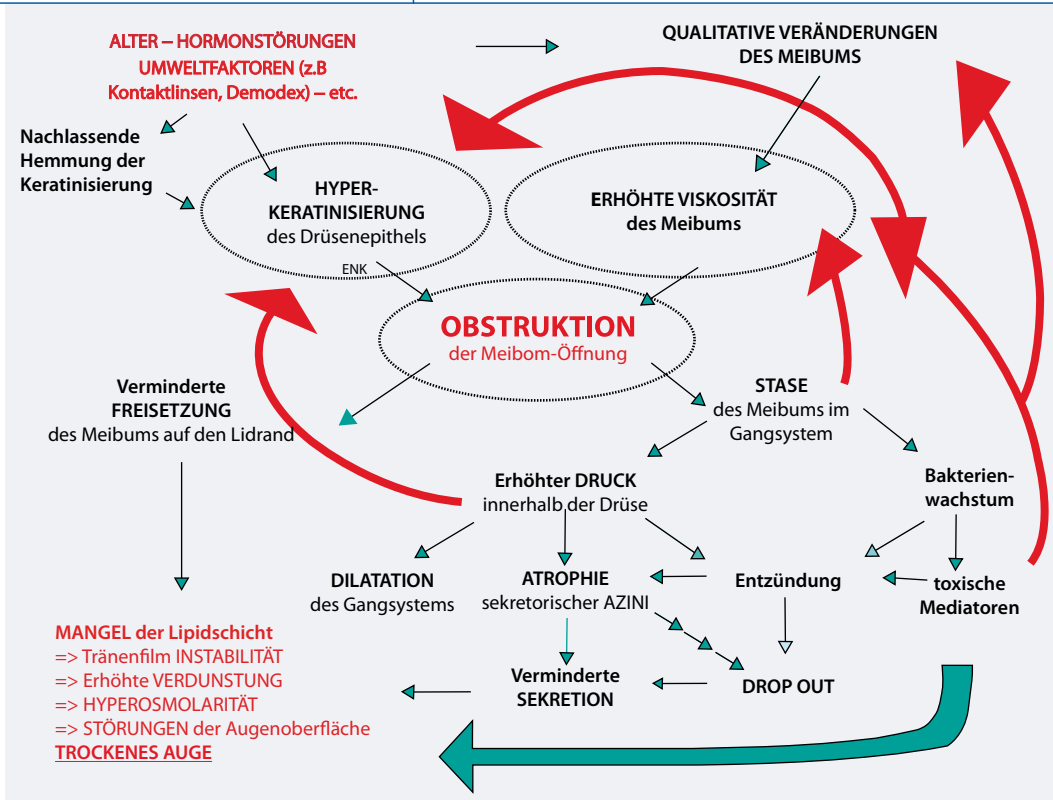 ALTER – HORMONSTÖRUNGEN
UMWELTFAKTOREN (z.B
Kontaktlinsen, Demodex) – etc.
QUALITATIVE VERÄNDERUNGEN
DES MEIBUMS
Nachlassende
Hemmung der
Keratinisierung
HYPER-
KERATINISIERUNG
des Drüsenepithels
ENK
ERHÖHTE VISKOSITÄT
des Meibums
OBSTRUKTION
der Meibom-Öffnung
Verminderte
FREISETZUNG
des Meibums auf den Lidrand
STASE
des Meibums im
Gangsystem
Erhöhter DRUCK
innerhalb der Drüse
Bakterien-
wachstum
DILATATION
des Gangsystems
ATROPHIE
sekretorischer AZINI
Entzündung
toxische
Mediatoren
MANGEL der Lipidschicht
=> Tränenfilm INSTABILITÄT
=> Erhöhte VERDUNSTUNG
=> HYPEROSMOLARITÄT
=> STÖRUNGEN der Augenoberfläche
TROCKENES AUGE
Verminderte
SEKRETION
DROP OUT